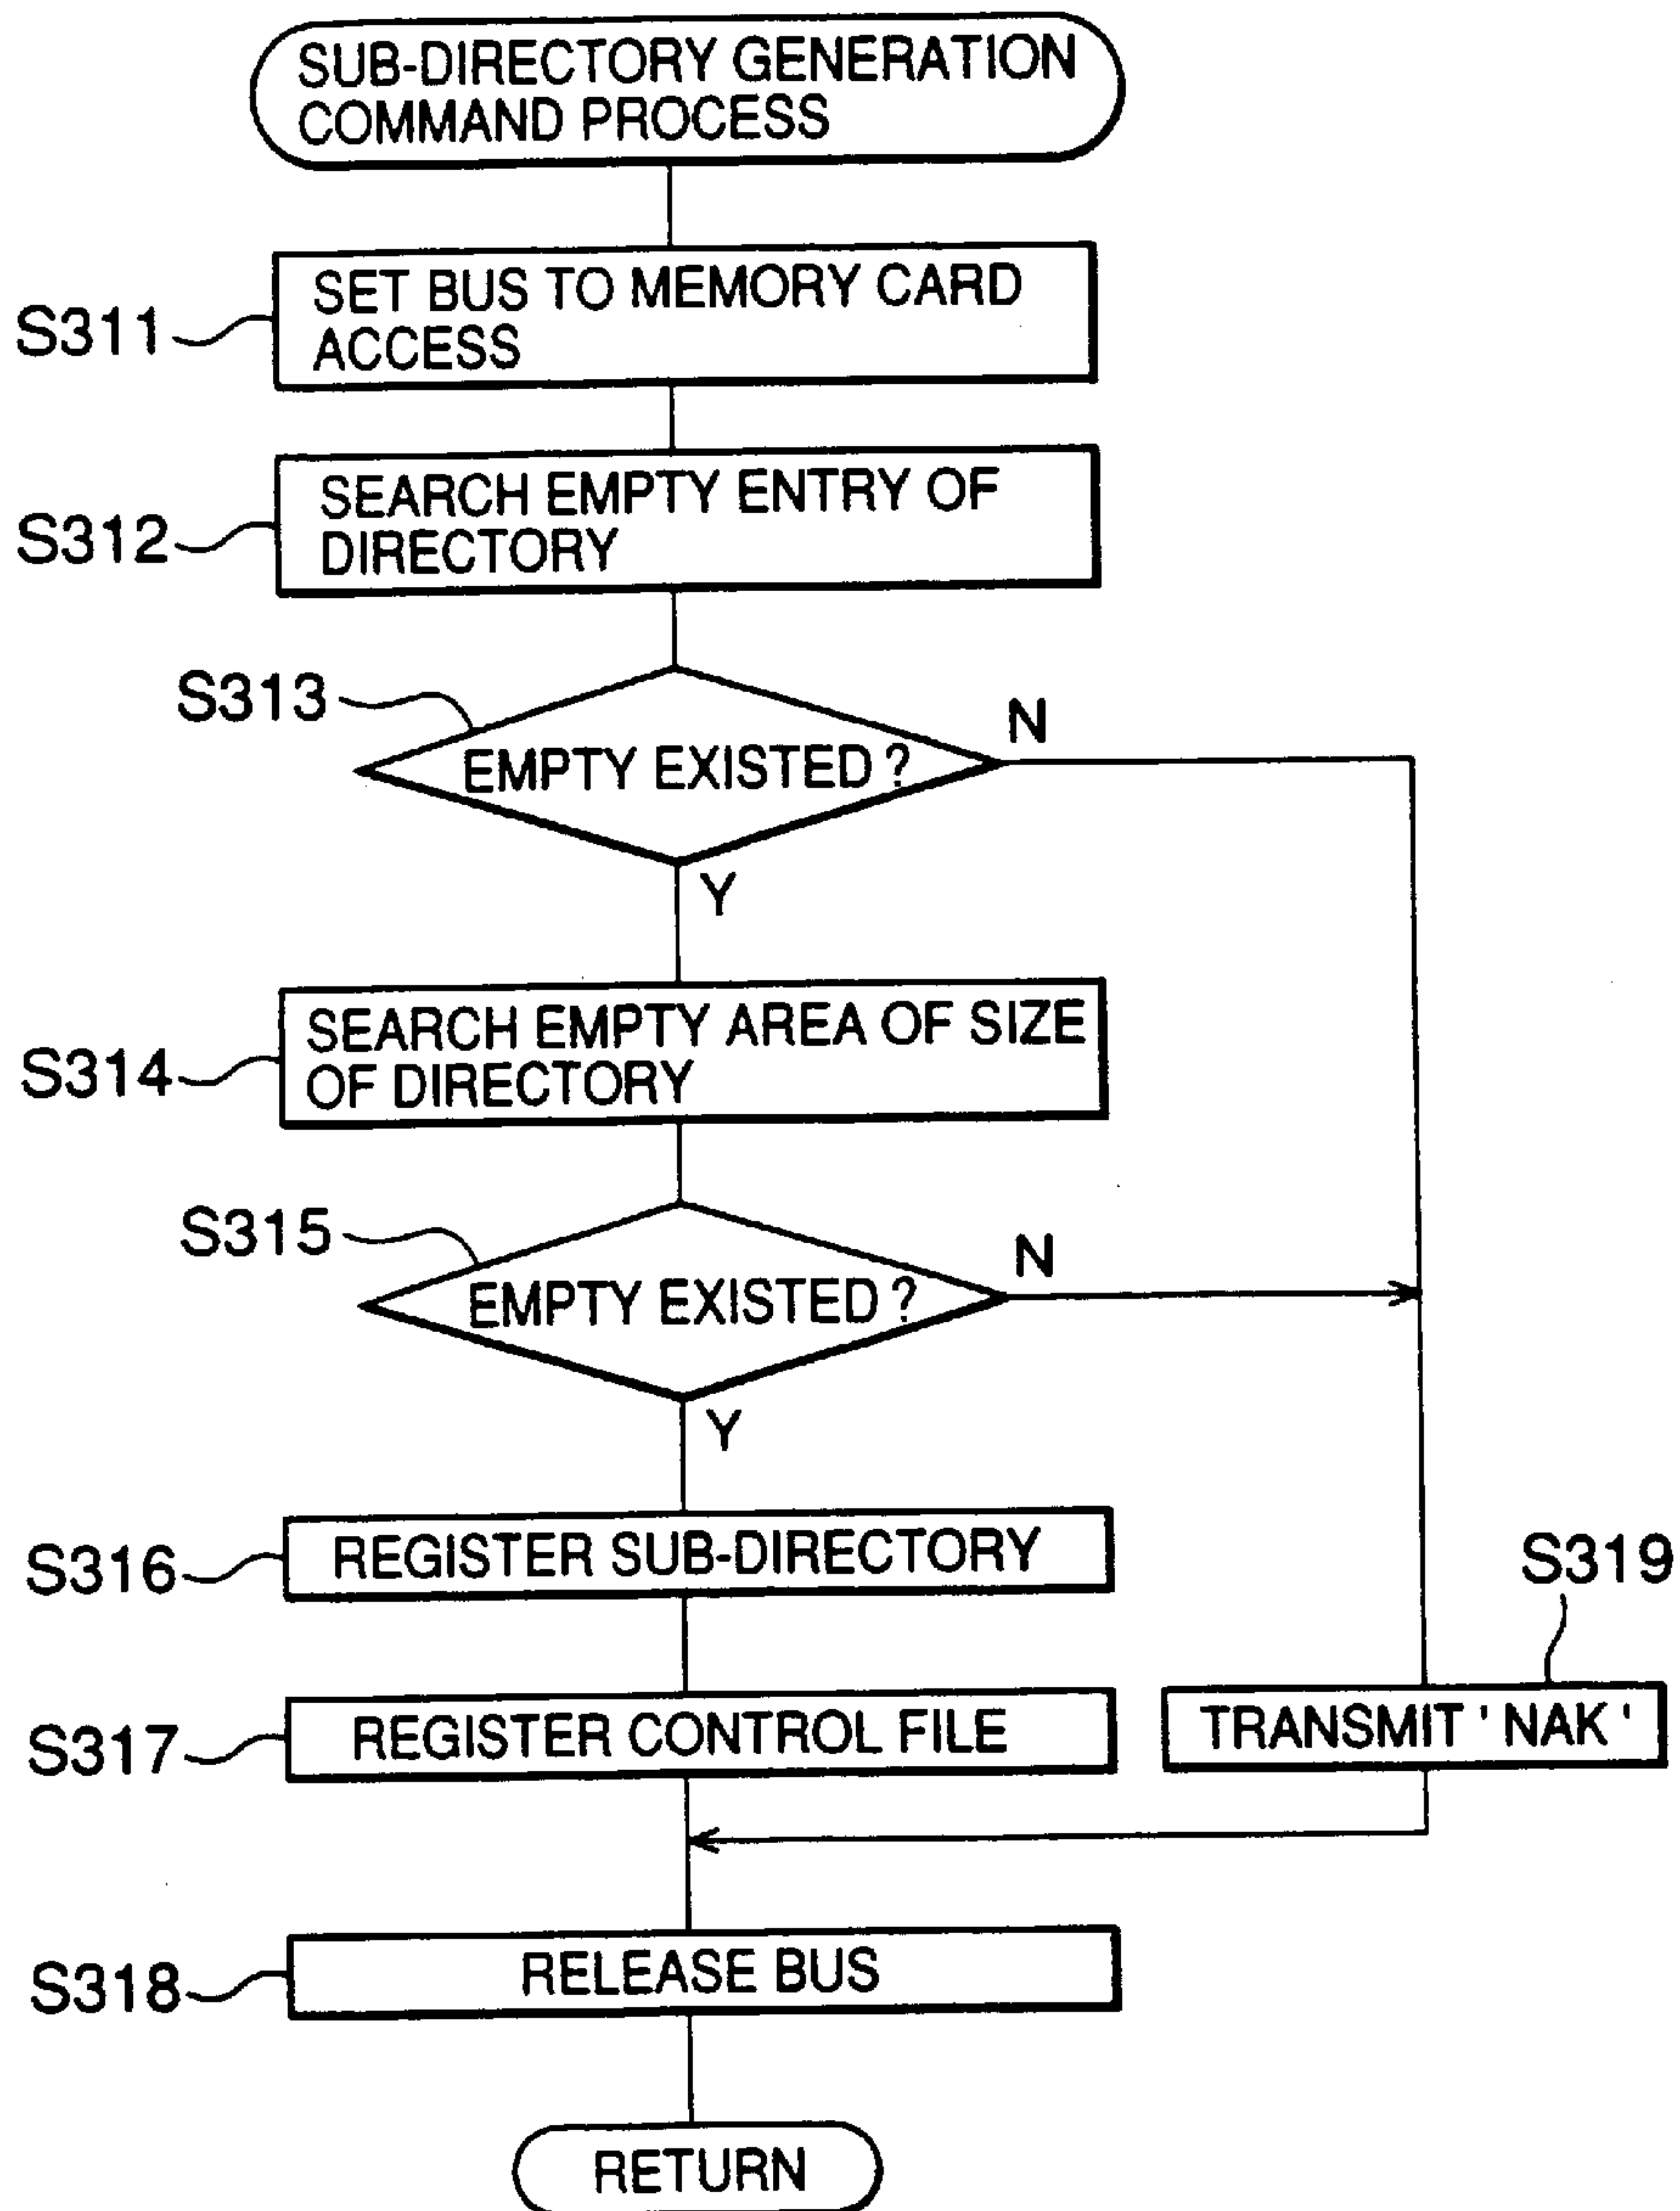 SUB-DIRECTORY GENERATION
COMMAND PROCESS
S311
SET BUS TO MEMORY CARD
ACCESS
S312
SEARCH EMPTY ENTRY OF
DIRECTORY
S313
EMPTY EXISTED ?
N
Y
S314
SEARCH EMPTY AREA OF SIZE
OF DIRECTORY
S315
EMPTY EXISTED ?
N
Y
S316
REGISTER SUB-DIRECTORY
S319
S317
REGISTER CONTROL FILE
TRANSMIT ' NAK '
S318
RELEASE BUS
RETURN